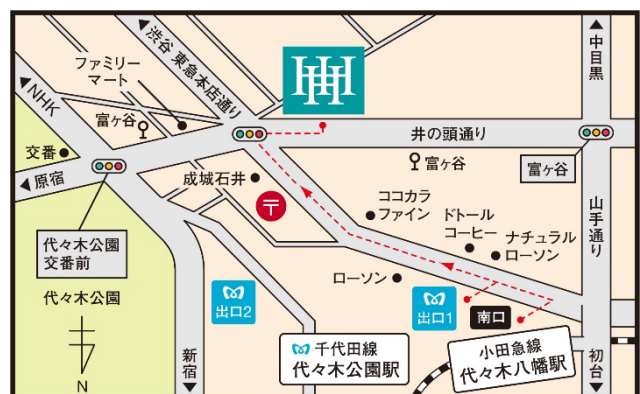 渋谷 東急本店通り
ファミリー
マート
NHK
富ヶ谷
交番
原宿
代々木公園
交番前
代々木公園
N
成城石井
〒
H
井の頭通り
富ヶ谷
富ヶ谷
中目黒
山手通り
ココカラ
ファイン
ドトール
コーヒー
ナチュラル
ローソン
ローソン
出口2
出口1
南口
千代田線
代々木公園駅
小田急線
代々木八幡駅
新宿
初台